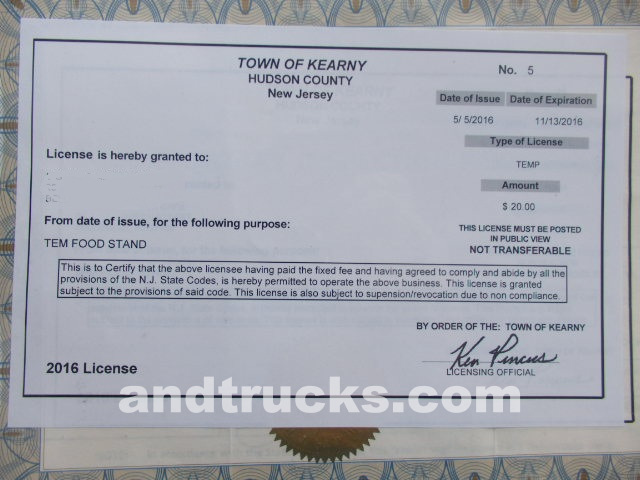 TOWN OF KEARNY
HUDSON COUNTY
New Jersey
No. 5
Date of Issue Date of Expiration
5/ 5/2016 11/13/2016
Type of License
TEMP
Amount
$ 20.00
License is hereby granted to:
From date of issue, for the following purpose:
TEM FOOD STAND
THIS LICENSE MUST BE POSTED
IN PUBLIC VIEW
NOT TRANSFERABLE
This is to Certify that the above licensee having paid the fixed fee and having agreed to comply and abide by all the
provisions of the N.J. State Codes, is hereby permitted to operate the above business. This license is granted
subject to the provisions of said code. This license is also subject to supension/revocation due to non compliance.
BY ORDER OF THE: TOWN OF KEARNY
Ken Pincus
LICENSING OFFICIAL
2016 License
andtrucks.com